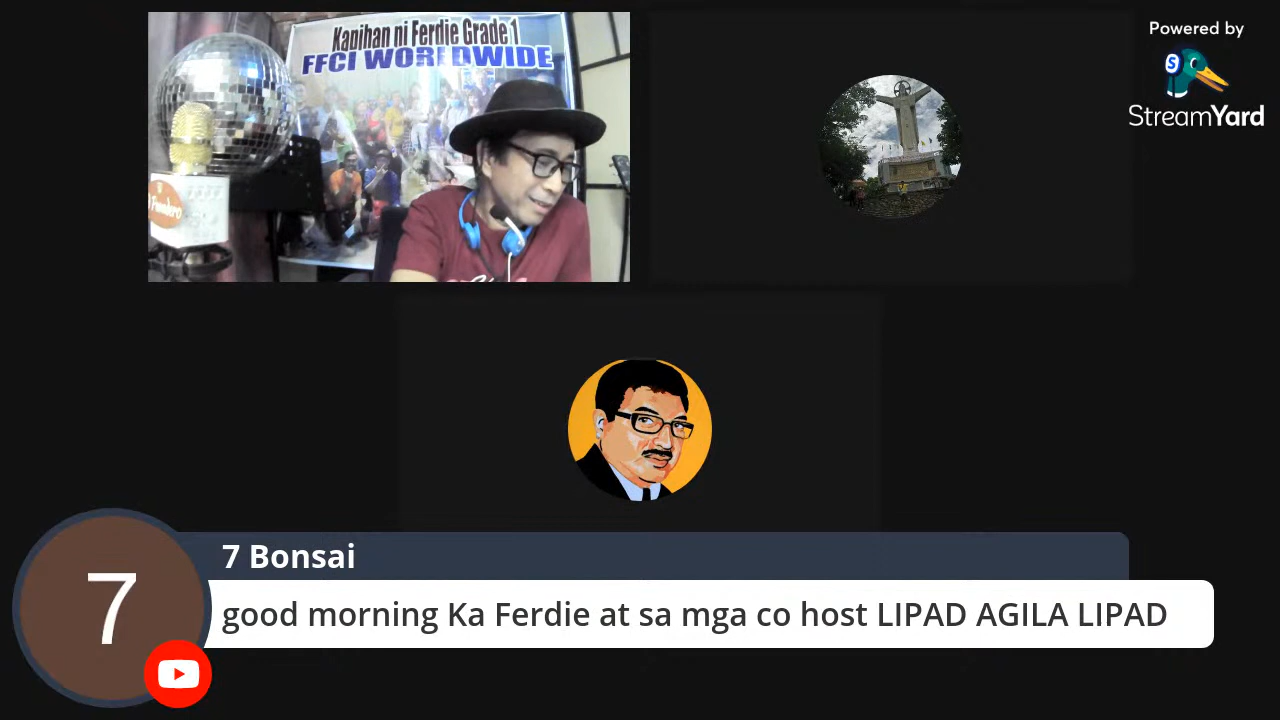 Kapihan ni Ferdie Grade 1
FFCI WORLDWIDE
Powered by
StreamYard
7 Bonsai
7
good morning Ka Ferdie at sa mga co host LIPAD AGILA LIPAD